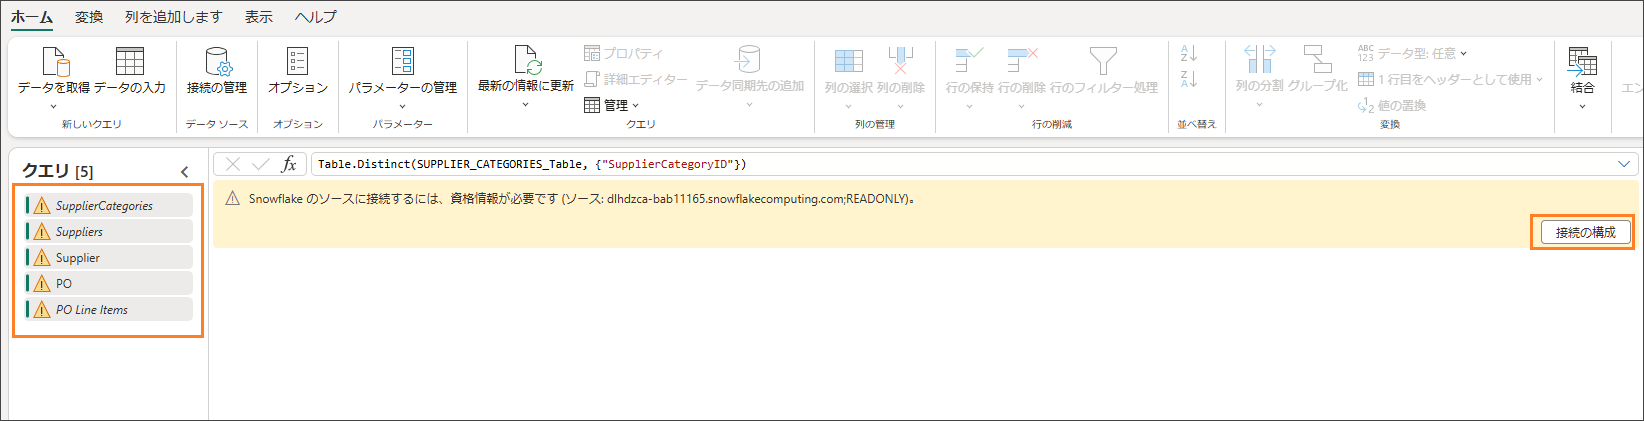 ホーム 変換 列を追加します 表示 ヘルプ
データを取得 データの入力 接続の管理 オプション パラメーターの管理 最新の情報に更新 プロパティ 詳細エディター 管理 データ同期先の追加 列の選択 列の削除 行の保持 行の削除 行のフィルター処理 列の分割 グループ化 データ型: 任意 1 行目をヘッダーとして使用 値の置換 結合 エン
新しいクエリ データ ソース オプション パラメーター クエリ 列の管理 行の削減 並べ替え 変換
クエリ [5]
fx Table.Distinct(SUPPLIER_CATEGORIES_Table, {"SupplierCategoryID"})
Snowflake のソースに接続するには、資格情報が必要です (ソース: dlhdzca-bab11165.snowflakecomputing.com;READONLY)。
接続の構成
SupplierCategories
Suppliers
Supplier
PO
PO Line Items